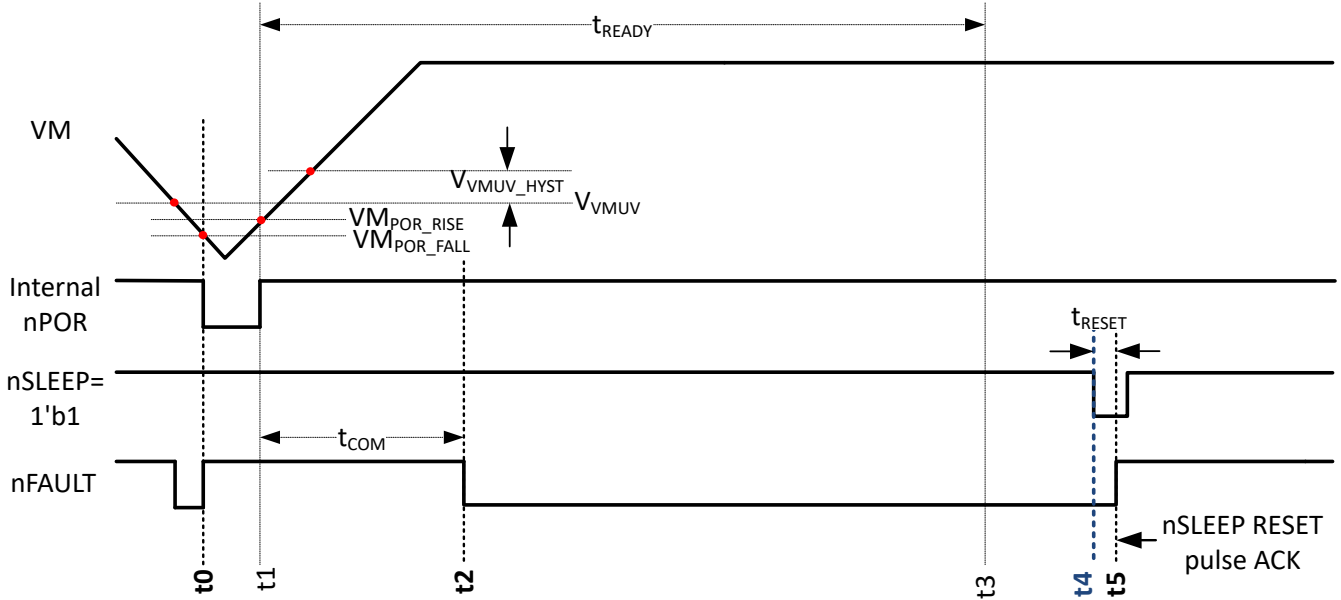 tREADY
VM
VVMUV_HYST
VVMUV
VMPOR_RISE
VMPOR_FALL
Internal
nPOR
tRESET
nSLEEP=
1'b1
tCOM
nFAULT
nSLEEP RESET
pulse ACK
t0
t1
t2
t3
t4
t5